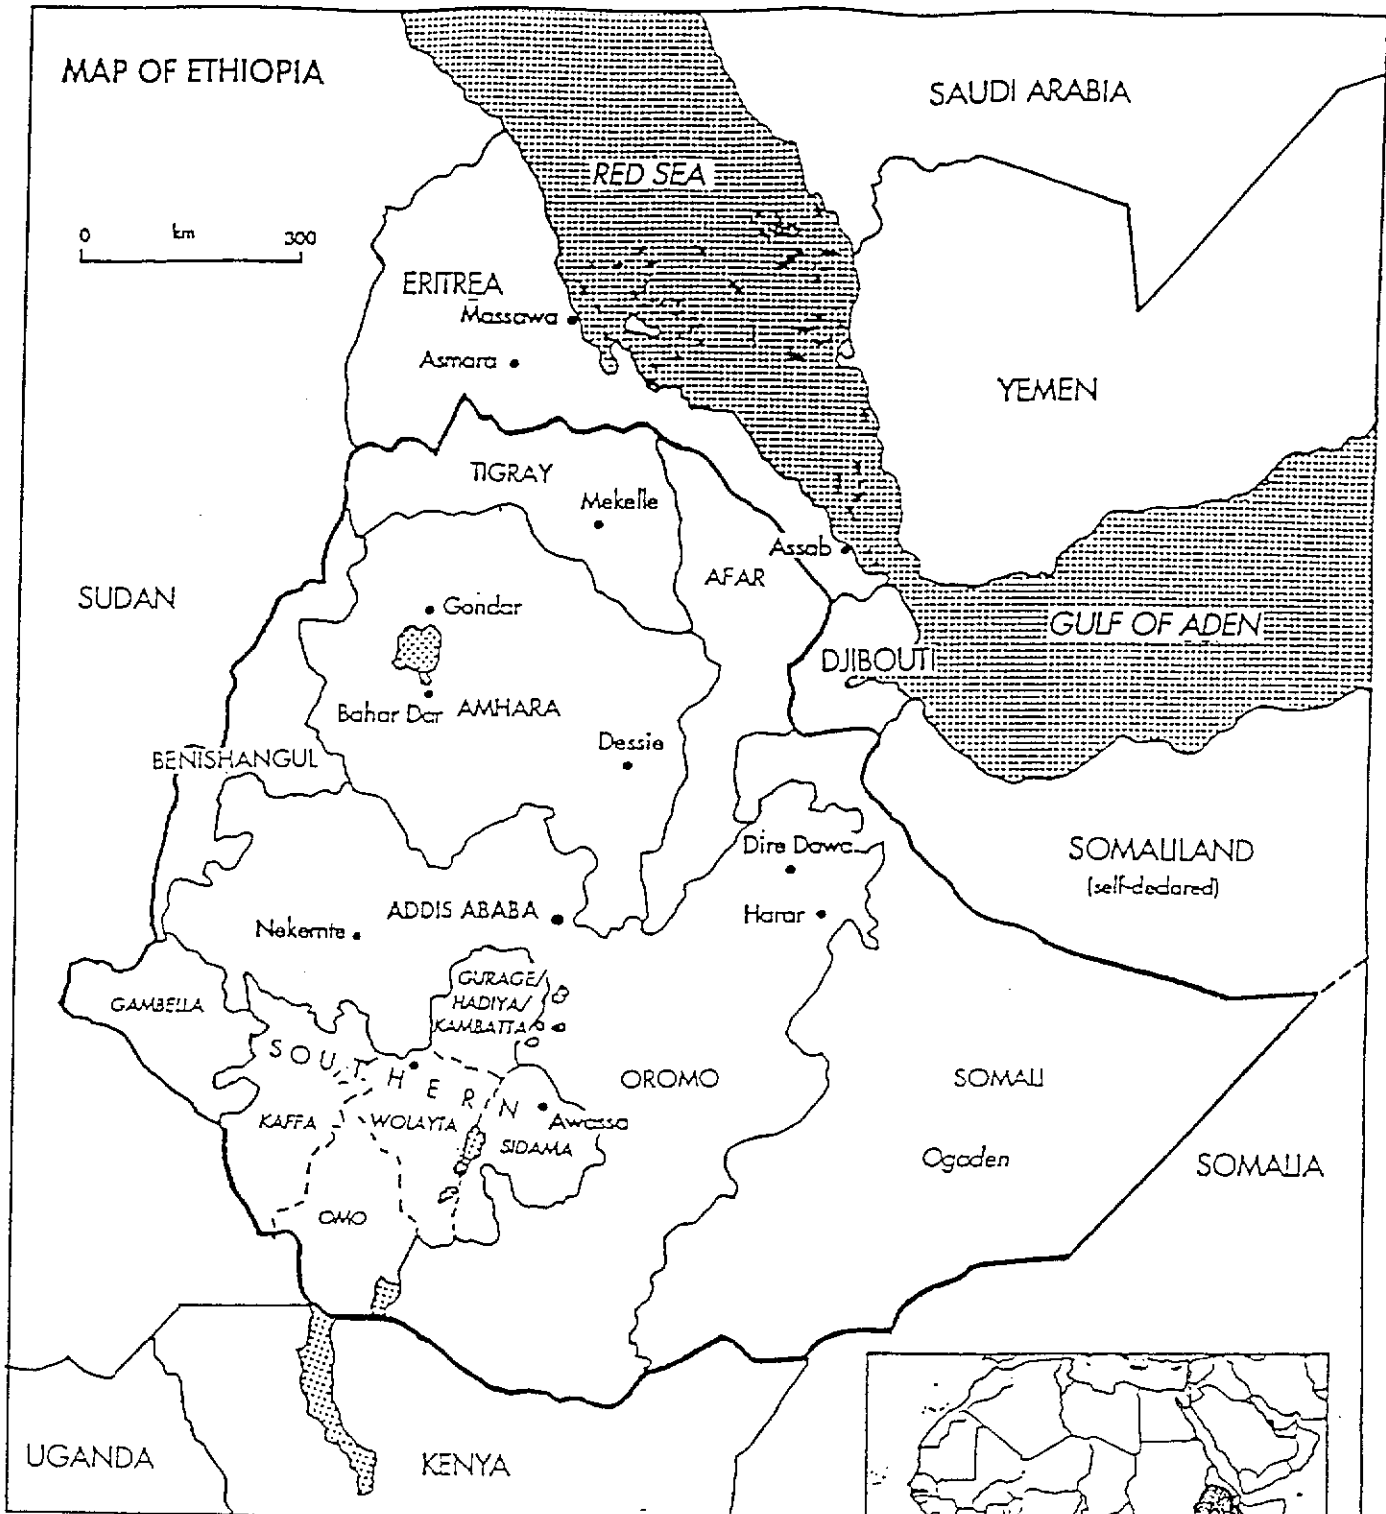 MAP OF ETHIOPIA
SAUDI ARABIA
RED SEA
0 km 300
ERITREA
Massawa
Asmara
YEMEN
TIGRAY
Mekelle
Assab
AFAR
SUDAN
Gondar
GULF OF ADEN
DJIBOUTI
Bahar Dar AMHARA
Dessie
BENISHANGUL
Dire Dawa
SOMALILAND
(self-declared)
ADDIS ABABA
Harar
Nekemte
GURAGE/
HADIYA/
KAMBATTA
GAMBELLA
SOUTHERN
OROMO
SOMALI
KAFFA
WOLAYTA
Awassa
SIDAMA
Ogaden
SOMALIA
OMO
UGANDA
KENYA